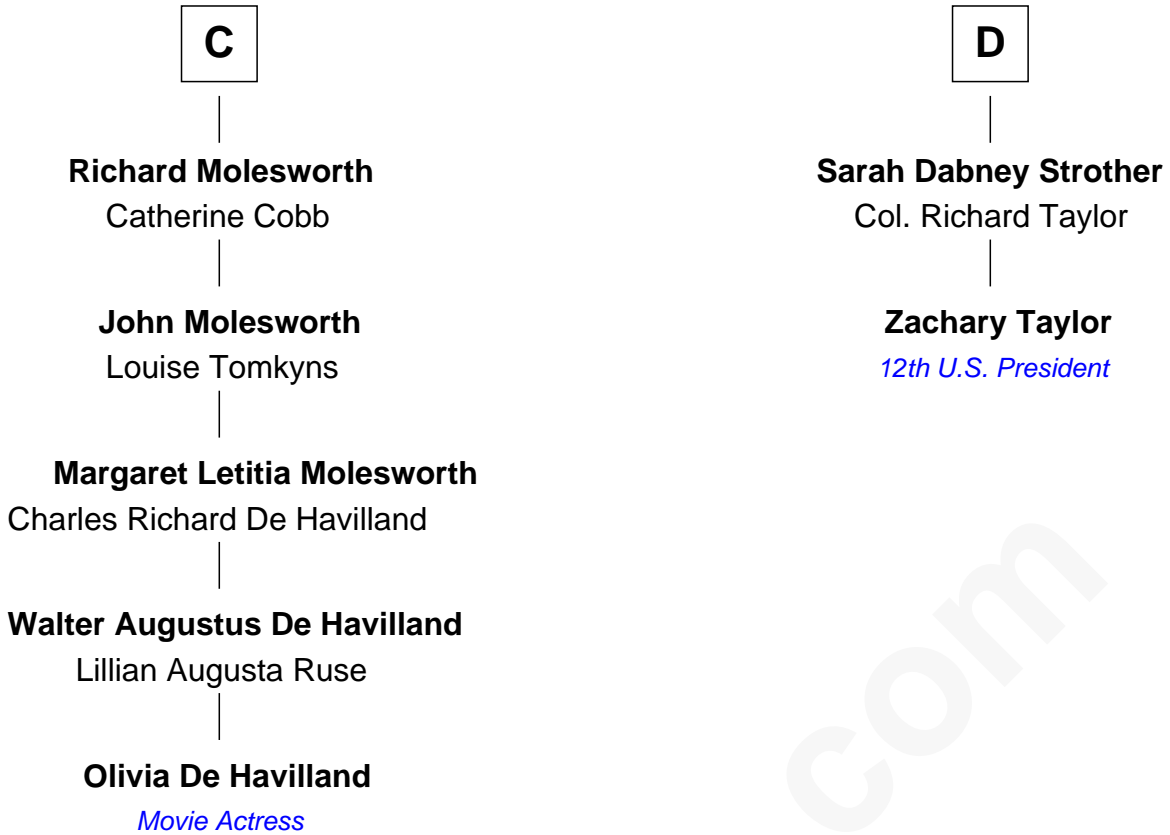 C
Richard Molesworth
Catherine Cobb
John Molesworth
Louise Tomkyns
Margaret Letitia Molesworth
Charles Richard De Havilland
Walter Augustus De Havilland
Lillian Augusta Ruse
Olivia De Havilland
Movie Actress
D
Sarah Dabney Strother
Col. Richard Taylor
Zachary Taylor
12th U.S. President
com